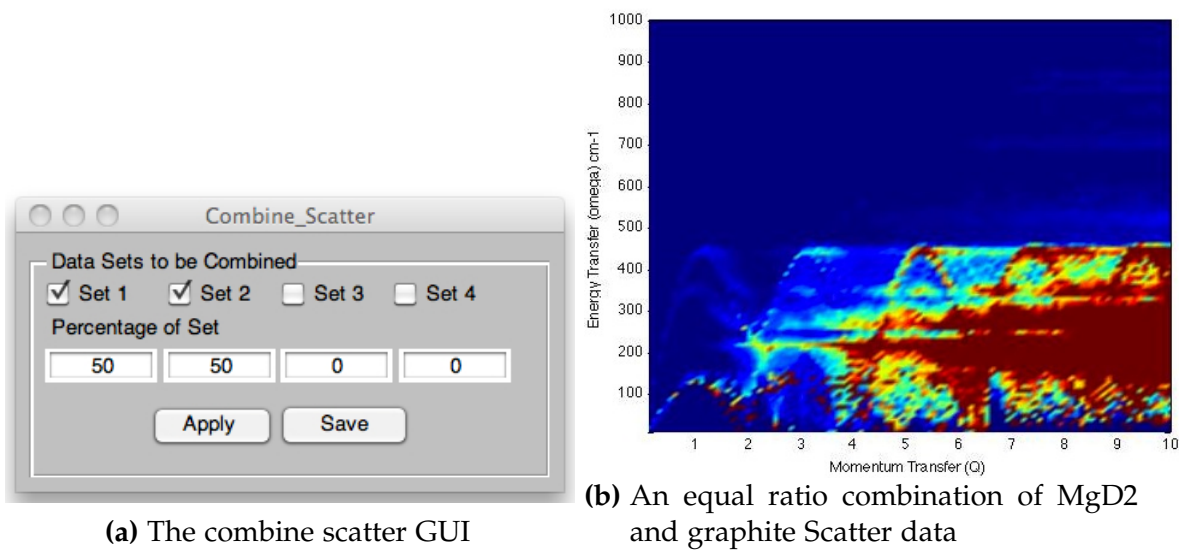 Combine_Scatter
Data Sets to be Combined
Set 1 Set 2 Set 3 Set 4
Percentage of Set
50 50 0 0
Apply Save
(a) The combine scatter GUI
1000
900
800
700
600
500
400
300
200
100
Energy Transfer (omega) cm-1
1 2 3 4 5 6 7 8 9 10
Momentum Transfer (Q)
(b) An equal ratio combination of MgD2
and graphite Scatter data